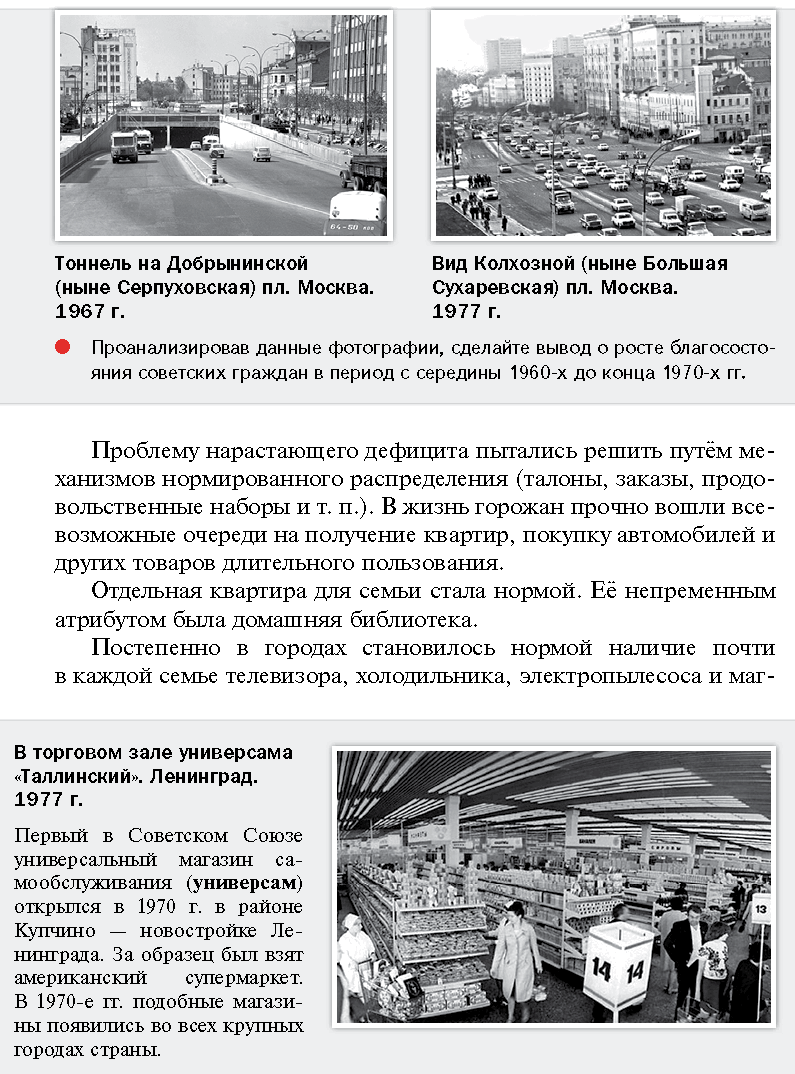 64-50 мов
Тоннель на Добрынинской
(ныне Серпуховская) пл. Москва.
1967 г.
Вид Колхозной (ныне Большая
Сухаревская) пл. Москва.
1977 г.
Проанализировав данные фотографии, сделайте вывод о росте благососто-
яния советских граждан в период с середины 1960-х до конца 1970-х гг.
Проблему нарастающего дефицита пытались решить путём ме-
ханизмов нормированного распределения (талоны, заказы, продо-
вольственные наборы и т. п.). В жизнь горожан прочно вошли все-
возможные очереди на получение квартир, покупку автомобилей и
других товаров длительного пользования.
Отдельная квартира для семьи стала нормой. Её непременным
атрибутом была домашняя библиотека.
Постепенно в городах становилось нормой наличие почти
в каждой семье телевизора, холодильника, электропылесоса и маг-
В торговом зале универсама
«Таллинский». Ленинград.
1977 г.
Первый в Советском Союзе
универсальный магазин са-
мообслуживания (универсам)
открылся в 1970 г. в районе
Купчино — новостройке Ле-
нинграда. За образец был взят
американский супермаркет.
В 1970-е гг. подобные магази-
ны появились во всех крупных
городах страны.
14 14
13